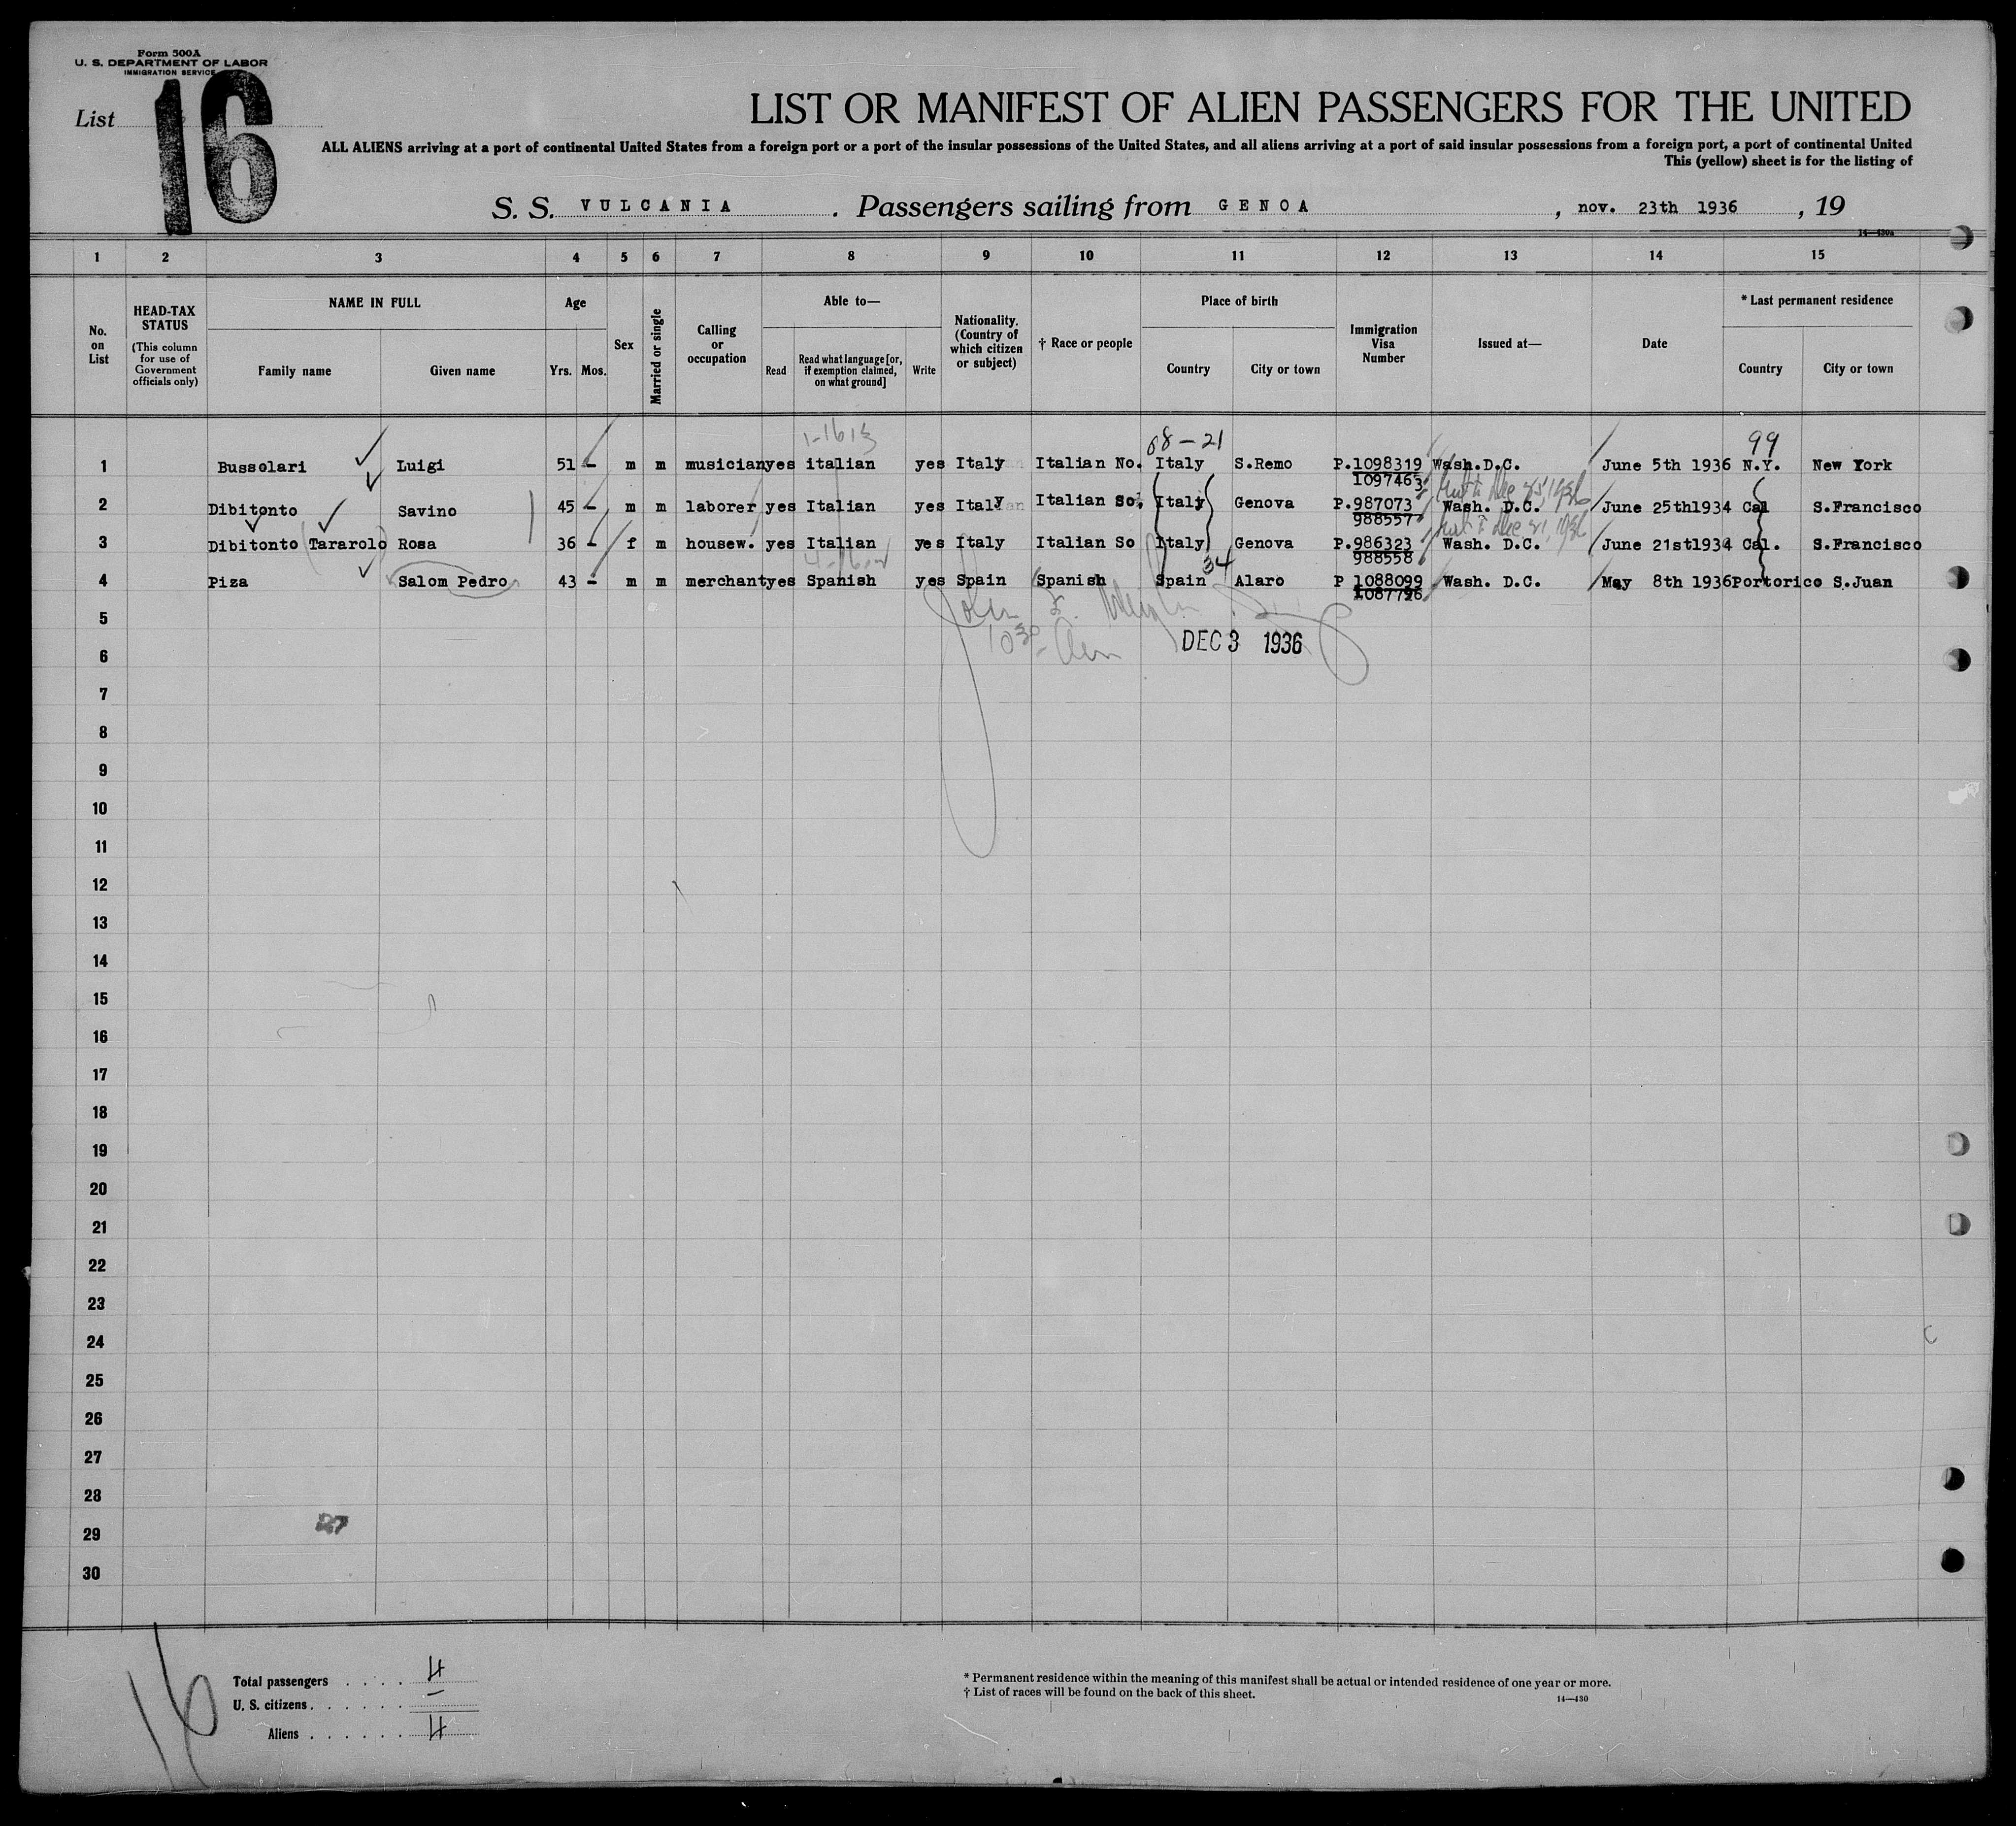 Form 500A
U. S. DEPARTMENT OF LABOR
IMMIGRATION SERVICE
List
16
LIST OR MANIFEST OF ALIEN PASSENGERS FOR THE UNITED
ALL ALIENS arriving at a port of continental United States from a foreign port or a port of the insular possessions of the United States, and all aliens arriving at a port of said insular possessions from a foreign port, a port of continental United
This (yellow) sheet is for the listing of
S. S. VULCANIA. Passengers sailing from GENOA, nov. 23th 1936, 19
14—430a
1 2 3 4 5 6 7 8 9 10 11 12 13 14 15
No. on List
HEAD-TAX STATUS
(This column for use of Government officials only)
NAME IN FULL
Family name Given name
Age
Yrs. Mos.
Sex
Married or single
Calling or occupation
Able to—
Read
Read what language [or, if exemption claimed, on what ground]
Write
Nationality. (Country of which citizen or subject)
† Race or people
Place of birth
Country City or town
Immigration Visa Number
Issued at—
Date
* Last permanent residence
Country City or town
1-1613 68-21 99
1 Bussolari Luigi 51 - m m musician yes italian yes Italy Italian No. Italy S.Remo P.1098319 Wash.D.C. June 5th 1936 N.Y. New York
1097463
2 Dibitonto Savino 45 - m m laborer yes Italian yes Italy Italian So. Italy Genova P.987073 Wash. D.C. June 25th1934 Cal S.Francisco
988557
3 Dibitonto (Tararolo) Rosa 36 - f m housew. yes Italian yes Italy Italian So Italy Genova P.986323 Wash. D.C. June 21st1934 Cal. S.Francisco
988558
34
4 Piza Salom Pedro 43 - m m merchant yes Spanish yes Spain Spanish Spain Alaro P 1088099 Wash. D.C. May 8th 1936 Portorico S.Juan
1087796
5
DEC 3 1936
6
7
8
9
10
11
12
13
14
15
16
17
18
19
20
21
22
23
24
25
26
27
28
29
30
16
Total passengers . . . . 4
U. S. citizens . . . . . . —
Aliens . . . . . . 4
* Permanent residence within the meaning of this manifest shall be actual or intended residence of one year or more.
† List of races will be found on the back of this sheet.
14—430